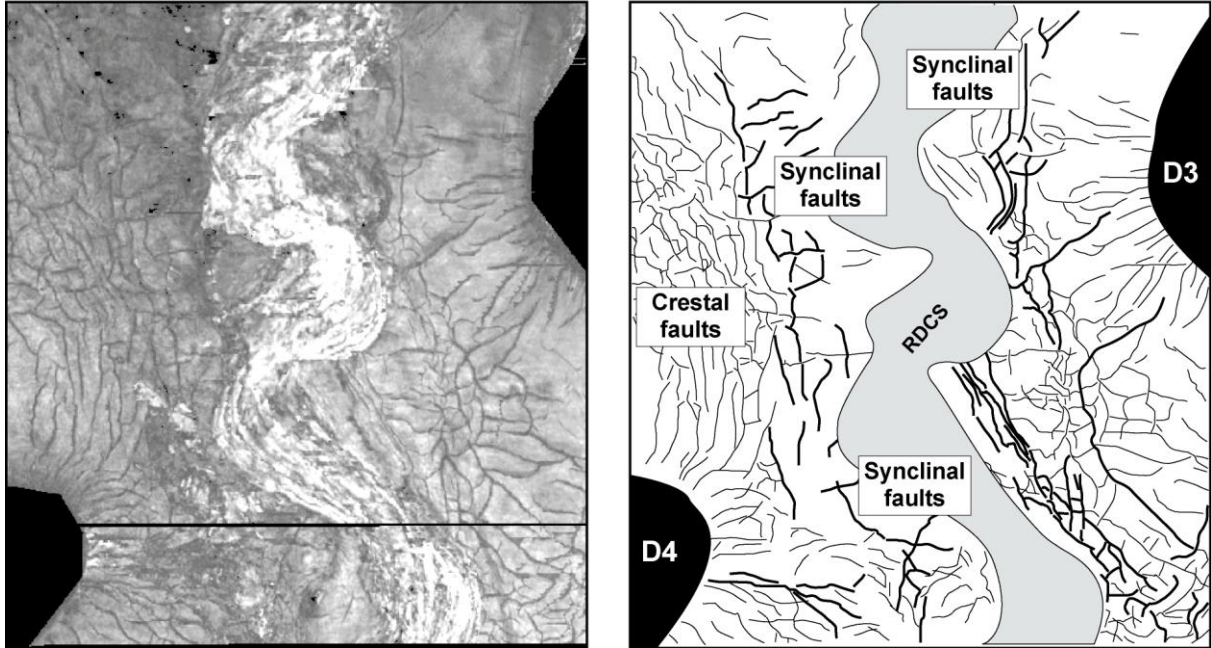 Synclinal
faults
D3
Synclinal
faults
Crestal
faults
RDCS
Synclinal
faults
D4